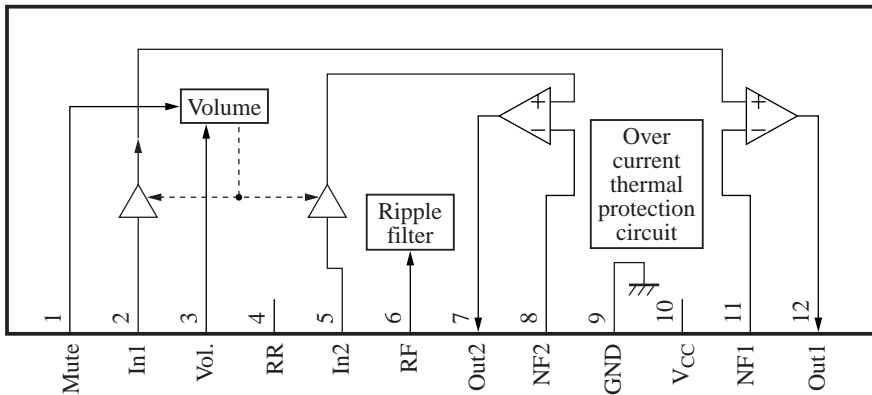 Volume
+
−
+
−
Over
current
thermal
protection
circuit
Ripple
filter
1
2
3
4
5
6
7
8
9
10
11
12
Mute
In1
Vol.
RR
In2
RF
Out2
NF2
GND
VCC
NF1
Out1